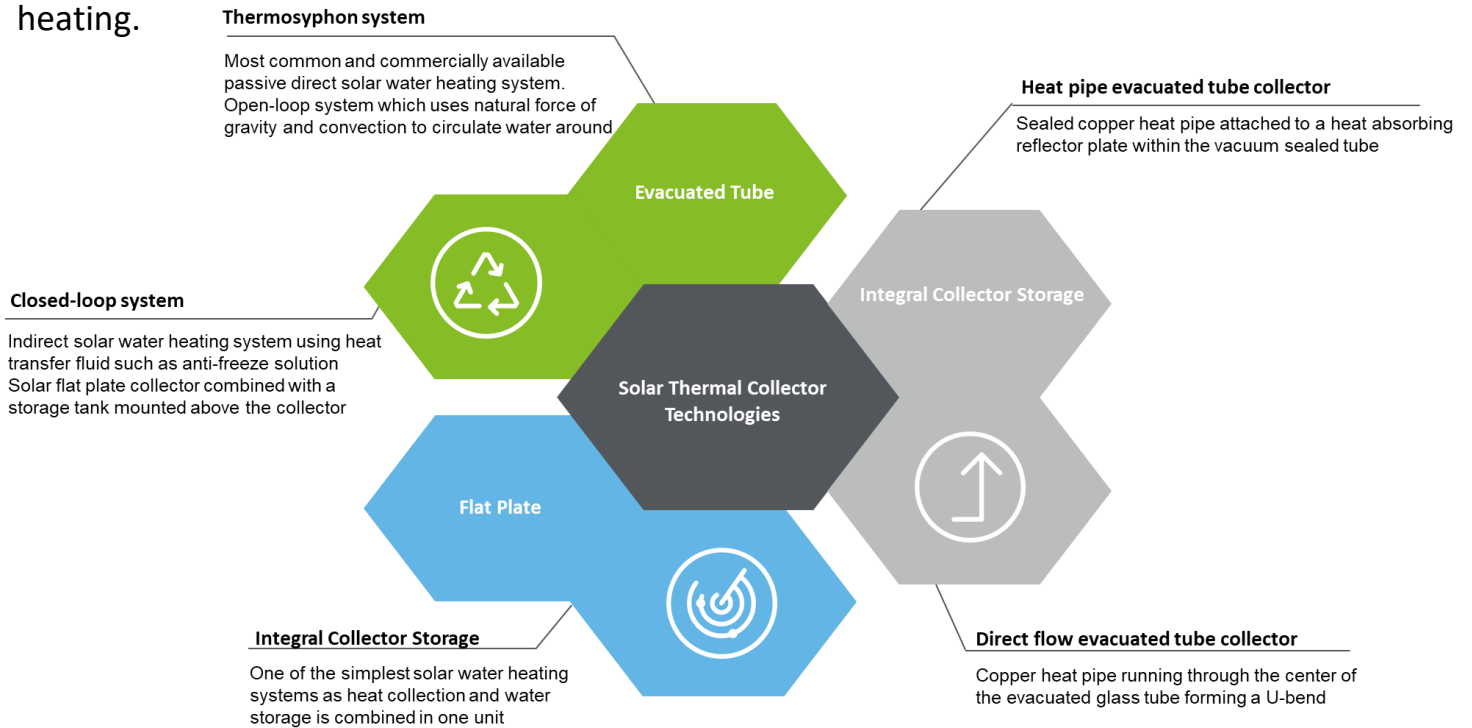 heating.
Thermosyphon system
Most common and commercially available
passive direct solar water heating system.
Open-loop system which uses natural force of
gravity and convection to circulate water around
Heat pipe evacuated tube collector
Sealed copper heat pipe attached to a heat absorbing
reflector plate within the vacuum sealed tube
Evacuated Tube
Integral Collector Storage
Closed-loop system
Indirect solar water heating system using heat
transfer fluid such as anti-freeze solution
Solar flat plate collector combined with a
storage tank mounted above the collector
Solar Thermal Collector
Technologies
Flat Plate
Integral Collector Storage
One of the simplest solar water heating
systems as heat collection and water
storage is combined in one unit
Direct flow evacuated tube collector
Copper heat pipe running through the center of
the evacuated glass tube forming a U-bend